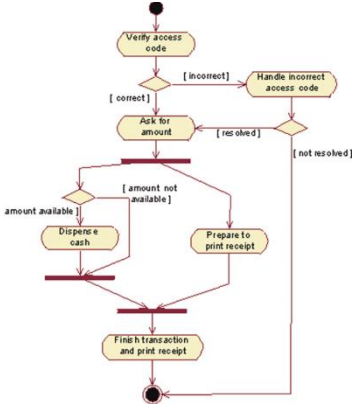 Verify access
code
[ incorrect]
Handle incorrect
access code
[ correct]
Ask for
amount
[ resolved]
[ not resolved]
[ amount not
available ]
amount available]
Dispense
cash
Prepare to
print receipt
Finish transaction
and print receipt